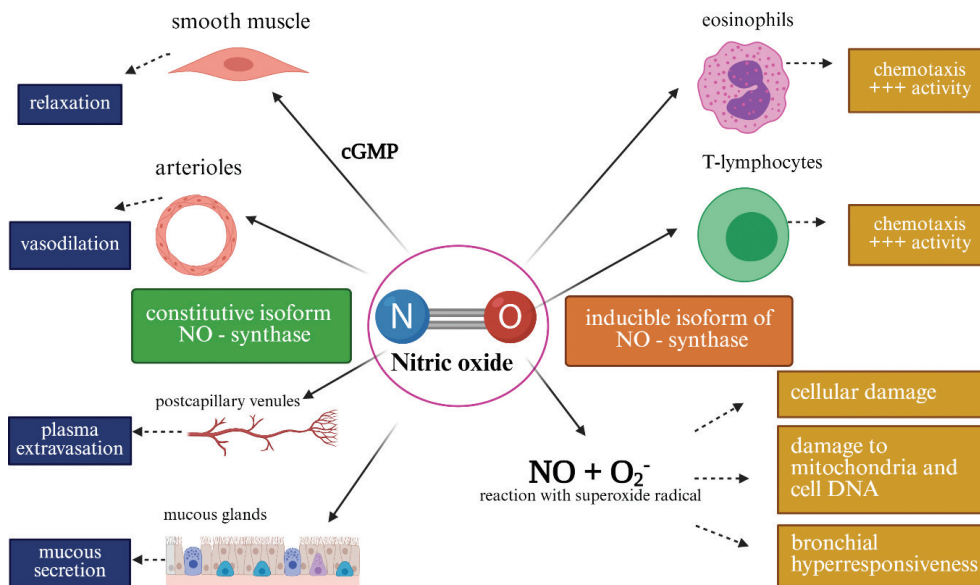 smooth muscle
relaxation
cGMP
arterioles
vasodilation
constitutive isoform
NO - synthase
postcapillary venules
plasma
extravasation
mucous glands
mucous
secretion
N
O
Nitric oxide
eosinophils
chemotaxis
+++ activity
T-lymphocytes
chemotaxis
+++ activity
inducible isoform of
NO - synthase
NO + O₂⁻
reaction with superoxide radical
cellular damage
damage to
mitochondria and
cell DNA
bronchial
hyperresponsiveness